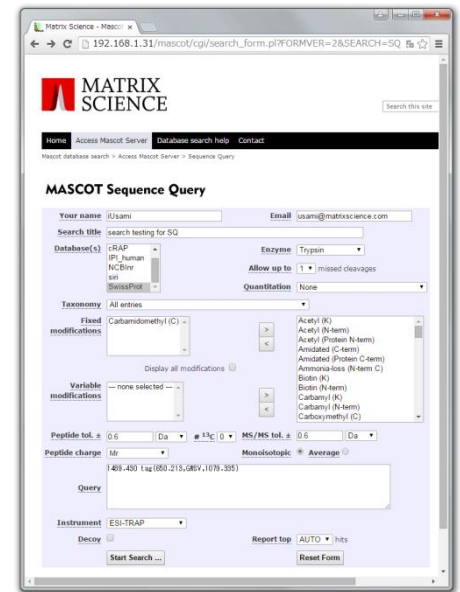 Matrix Science - Mascot
192.168.1.31/mascot/cgi/search_form.pl?FORMVER=2&SEARCH=SQ
MATRIX
SCIENCE
Search this site
Home Access Mascot Server Database search help Contact
Mascot database search > Access Mascot Server > Sequence Query
MASCOT Sequence Query
Your name iUsami Email usami@matrixscience.com
Search title search testing for SQ
Database(s) cRAP
IPI_human
NCBInr
siri
SwissProt
Enzyme Trypsin
Allow up to 1 missed cleavages
Quantitation None
Taxonomy All entries
Fixed modifications Carbamidomethyl (C)
> <
Display all modifications
Acetyl (K)
Acetyl (N-term)
Acetyl (Protein N-term)
Amidated (C-term)
Amidated (Protein C-term)
Ammonia-loss (N-term C)
Biotin (K)
Biotin (N-term)
Carbamyl (K)
Carbamyl (N-term)
Carboxymethyl (C)
Variable modifications --- none selected ---
> <
Peptide tol. ± 0.6 Da # 13C 0 MS/MS tol. ± 0.6 Da
Peptide charge Mr Monoisotopic Average
Query 1489.430 tag(650.213,GWSV,1079.335)
Instrument ESI-TRAP
Decoy Report top AUTO hits
Start Search ... Reset Form